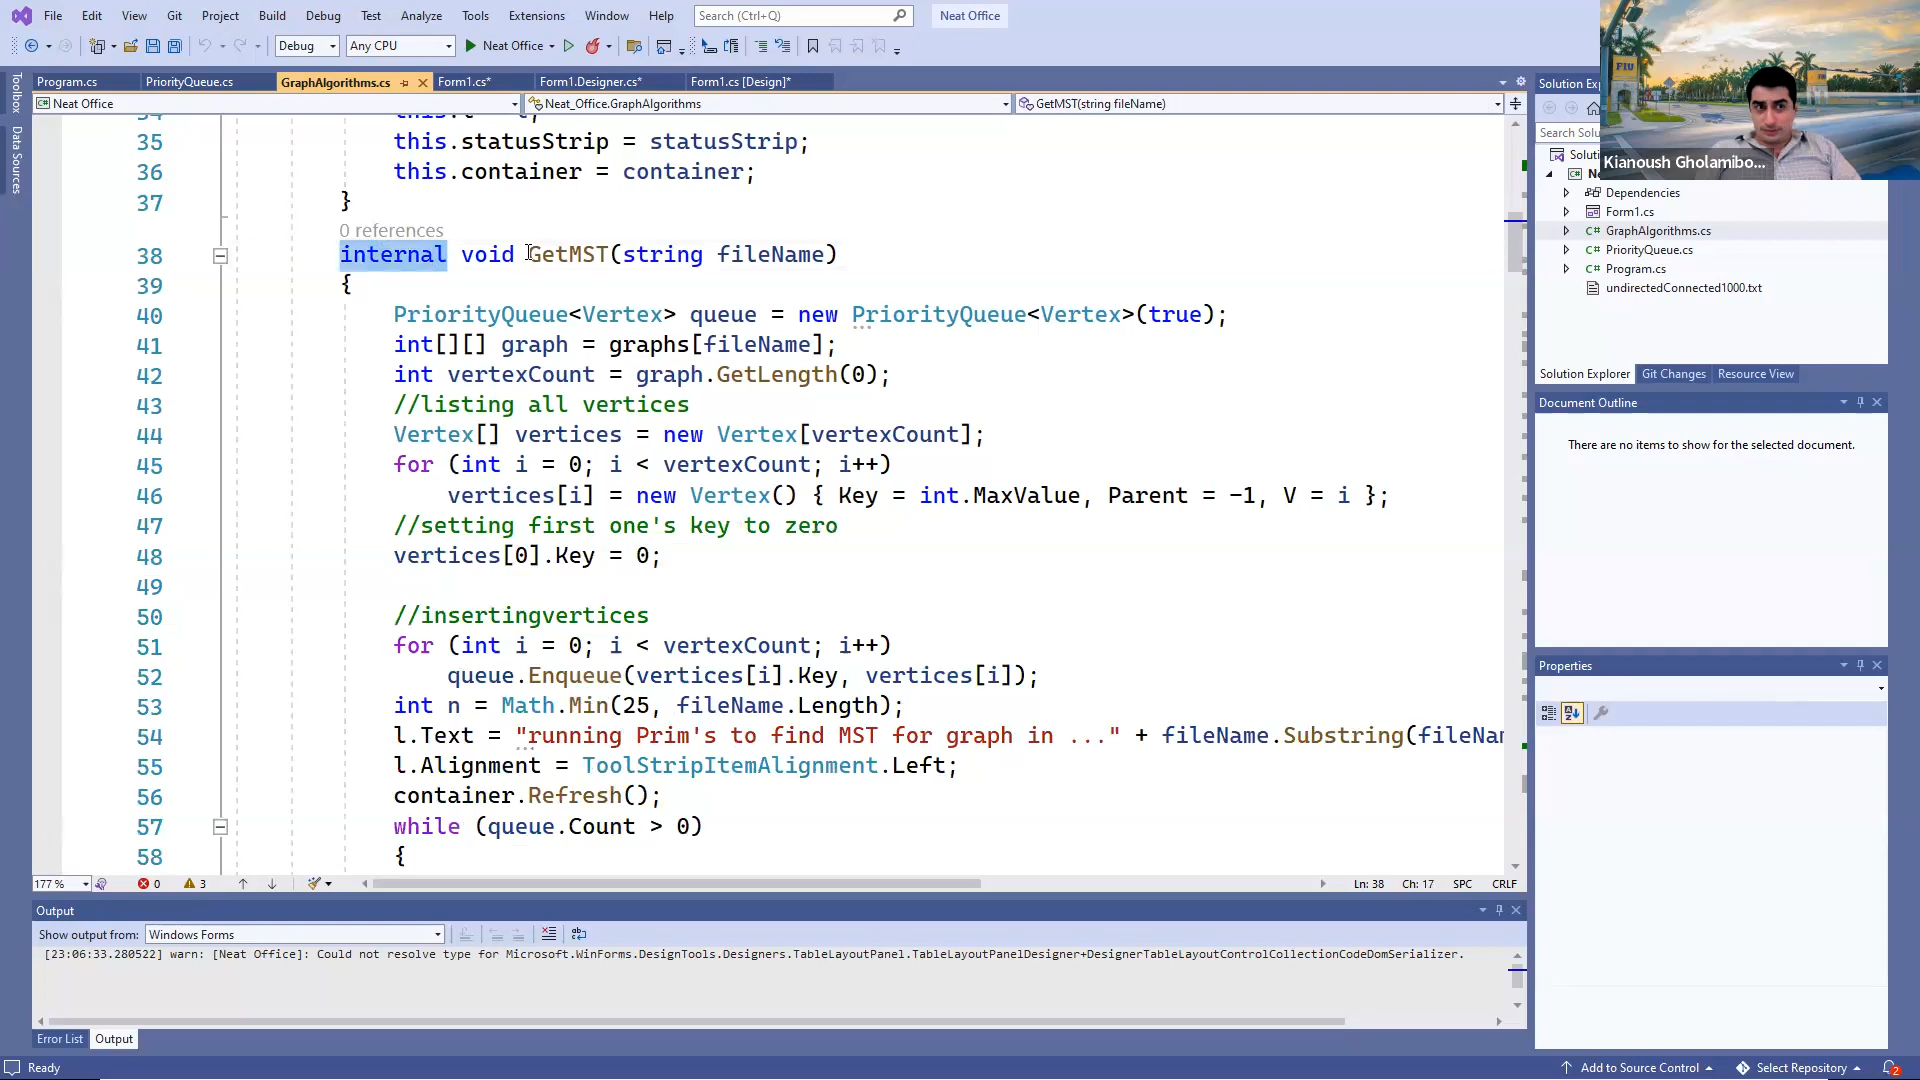 File Edit View Git Project Build Debug Test Analyze Tools Extensions Window Help Search (Ctrl+Q) Neat Office
Debug Any CPU Neat Office
Program.cs PriorityQueue.cs GraphAlgorithms.cs Form1.cs* Form1.Designer.cs* Form1.cs [Design]*
Neat Office Neat_Office.GraphAlgorithms GetMST(string fileName)
Toolbox
Data Sources
35 this.statusStrip = statusStrip;
36 this.container = container;
37 }
0 references
38 internal void GetMST(string fileName)
39 {
40 PriorityQueue<Vertex> queue = new PriorityQueue<Vertex>(true);
41 int[][] graph = graphs[fileName];
42 int vertexCount = graph.GetLength(0);
43 //listing all vertices
44 Vertex[] vertices = new Vertex[vertexCount];
45 for (int i = 0; i < vertexCount; i++)
46 vertices[i] = new Vertex() { Key = int.MaxValue, Parent = -1, V = i };
47 //setting first one's key to zero
48 vertices[0].Key = 0;
49
50 //insertingvertices
51 for (int i = 0; i < vertexCount; i++)
52 queue.Enqueue(vertices[i].Key, vertices[i]);
53 int n = Math.Min(25, fileName.Length);
54 l.Text = "running Prim's to find MST for graph in ..." + fileName.Substring(fileNam
55 l.Alignment = ToolStripItemAlignment.Left;
56 container.Refresh();
57 while (queue.Count > 0)
58 {
177 % 0 3 Ln: 38 Ch: 17 SPC CRLF
Output
Show output from: Windows Forms
[23:06:33.280522] warn: [Neat Office]: Could not resolve type for Microsoft.WinForms.DesignTools.Designers.TableLayoutPanel.TableLayoutPanelDesigner+DesignerTableLayoutControlCollectionCodeDomSerializer.
Error List Output
Ready Add to Source Control Select Repository 2
Solution Exp
Search Solu
Soluti
Ne
Dependencies
Form1.cs
GraphAlgorithms.cs
PriorityQueue.cs
Program.cs
undirectedConnected1000.txt
Solution Explorer Git Changes Resource View
Document Outline
There are no items to show for the selected document.
Properties
FIU
Kianoush Gholamibo...